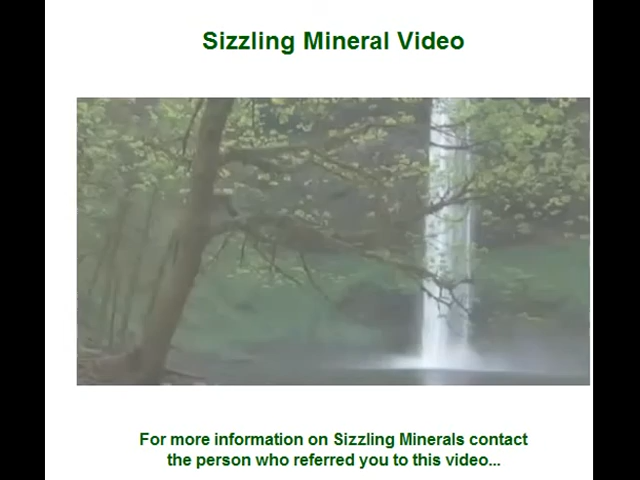 Sizzling Mineral Video
For more information on Sizzling Minerals contact
the person who referred you to this video...